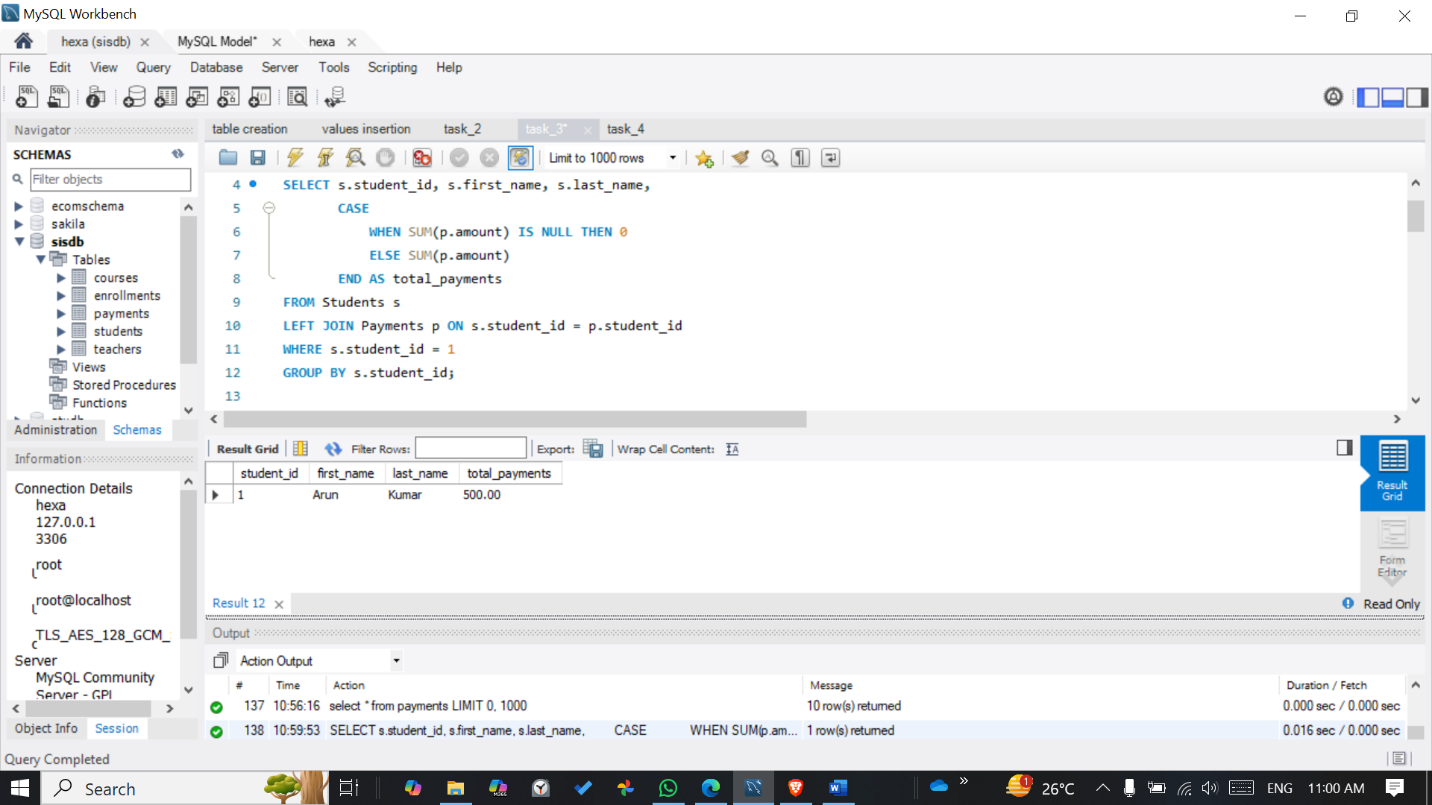 MySQL Workbench
hexa (sisdb)
MySQL Model*
hexa
File Edit View Query Database Server Tools Scripting Help
Navigator
SCHEMAS
Filter objects
ecomschema
sakila
sisdb
Tables
courses
enrollments
payments
students
teachers
Views
Stored Procedures
Functions
Administration Schemas
Information
Connection Details
hexa
127.0.0.1
3306
root
root@localhost
TLS_AES_128_GCM_
Server
MySQL Community
Server - GPL
Object Info Session
table creation values insertion task_2 task_3* task_4
Limit to 1000 rows
4 SELECT s.student_id, s.first_name, s.last_name,
5 CASE
6 WHEN SUM(p.amount) IS NULL THEN 0
7 ELSE SUM(p.amount)
8 END AS total_payments
9 FROM Students s
10 LEFT JOIN Payments p ON s.student_id = p.student_id
11 WHERE s.student_id = 1
12 GROUP BY s.student_id;
13
Result Grid Filter Rows: Export: Wrap Cell Content:
student_id first_name last_name total_payments
1 Arun Kumar 500.00
Result Grid
Form Editor
Result 12
Read Only
Output
Action Output
# Time Action Message Duration / Fetch
137 10:56:16 select * from payments LIMIT 0, 1000 10 row(s) returned 0.000 sec / 0.000 sec
138 10:59:53 SELECT s.student_id, s.first_name, s.last_name, CASE WHEN SUM(p.am... 1 row(s) returned 0.016 sec / 0.000 sec
Query Completed
Search
1
26°C
ENG
11:00 AM